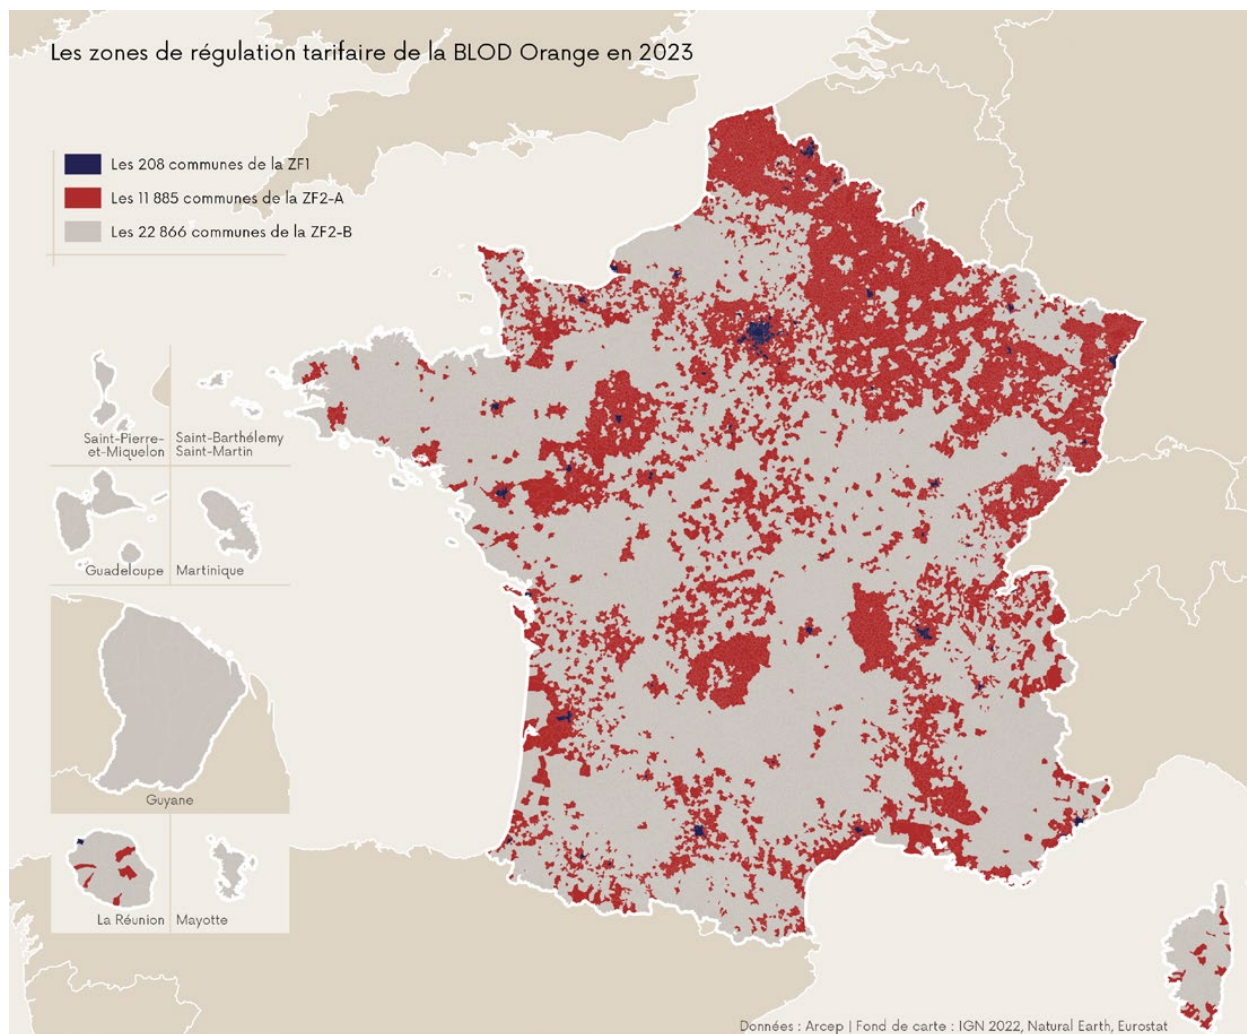 Les zones de régulation tarifaire de la BLOD Orange en 2023
Les 208 communes de la ZF1
Les 11 885 communes de la ZF2-A
Les 22 866 communes de la ZF2-B
Saint-Pierre-
et-Miquelon
Saint-Barthélemy
Saint-Martin
Guadeloupe
Martinique
Guyane
La Réunion
Mayotte
Données : Arcep | Fond de carte : IGN 2022, Natural Earth, Eurostat